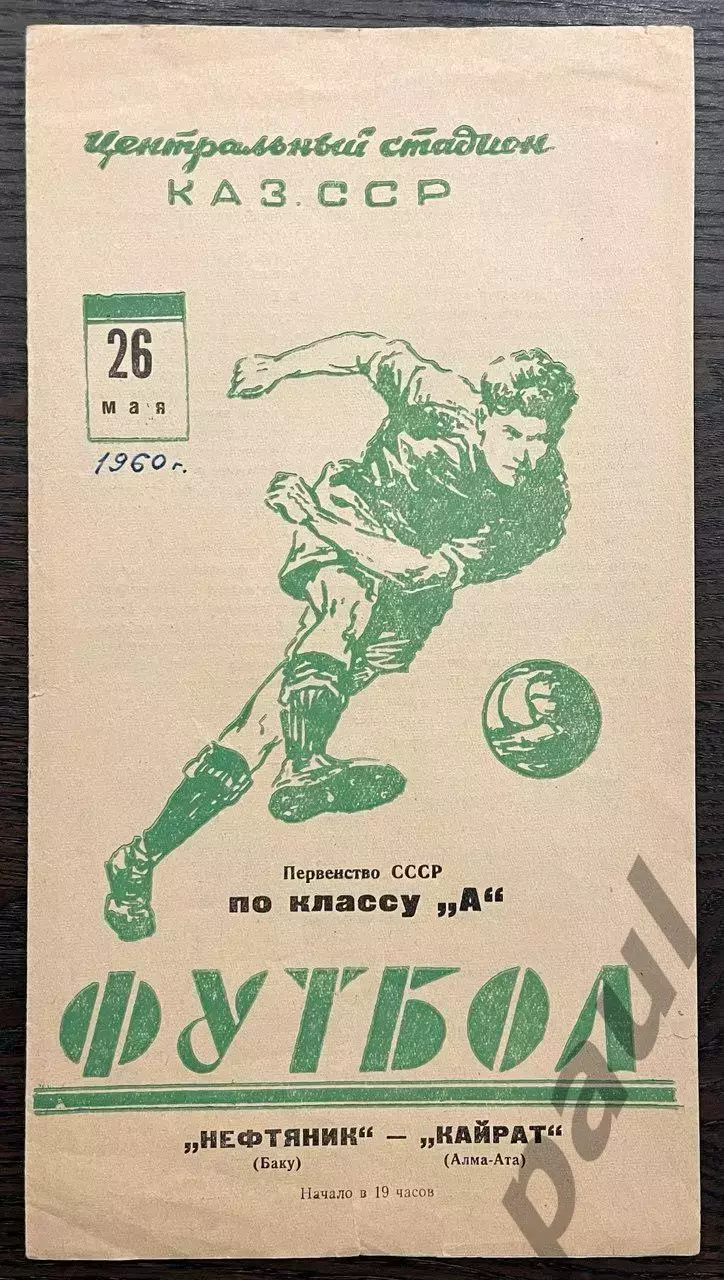 Центральный стадион
КАЗ. ССР
26
мая
1960 г.
Первенство СССР
по классу „А“
ФУТБОЛ
„НЕФТЯНИК“ — „КАЙРАТ“
(Баку) (Алма-Ата)
Начало в 19 часов
paul